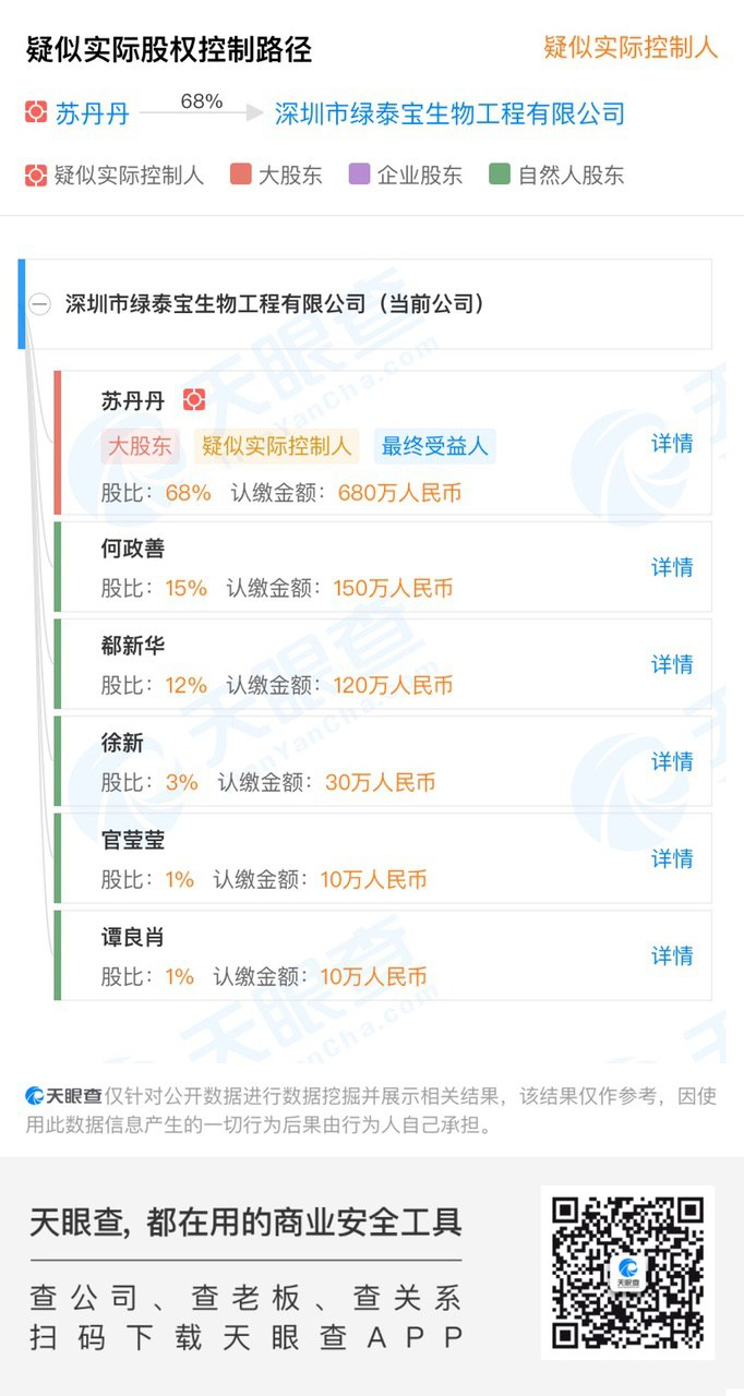 疑似实际股权控制路径
疑似实际控制人
苏丹丹 68% 深圳市绿泰宝生物工程有限公司
疑似实际控制人 大股东 企业股东 自然人股东
深圳市绿泰宝生物工程有限公司（当前公司）
苏丹丹
大股东 疑似实际控制人 最终受益人
详情
股比：68% 认缴金额：680万人民币
何政善
详情
股比：15% 认缴金额：150万人民币
郗新华
详情
股比：12% 认缴金额：120万人民币
徐新
详情
股比：3% 认缴金额：30万人民币
官莹莹
详情
股比：1% 认缴金额：10万人民币
谭良肖
详情
股比：1% 认缴金额：10万人民币
天眼查
TianYanCha.com
天眼查仅针对公开数据进行数据挖掘并展示相关结果，该结果仅作参考，因使
用此数据信息产生的一切行为后果由行为人自己承担。
天眼查, 都在用的商业安全工具
查公司、查老板、查关系
扫码下载天眼查APP
天眼查